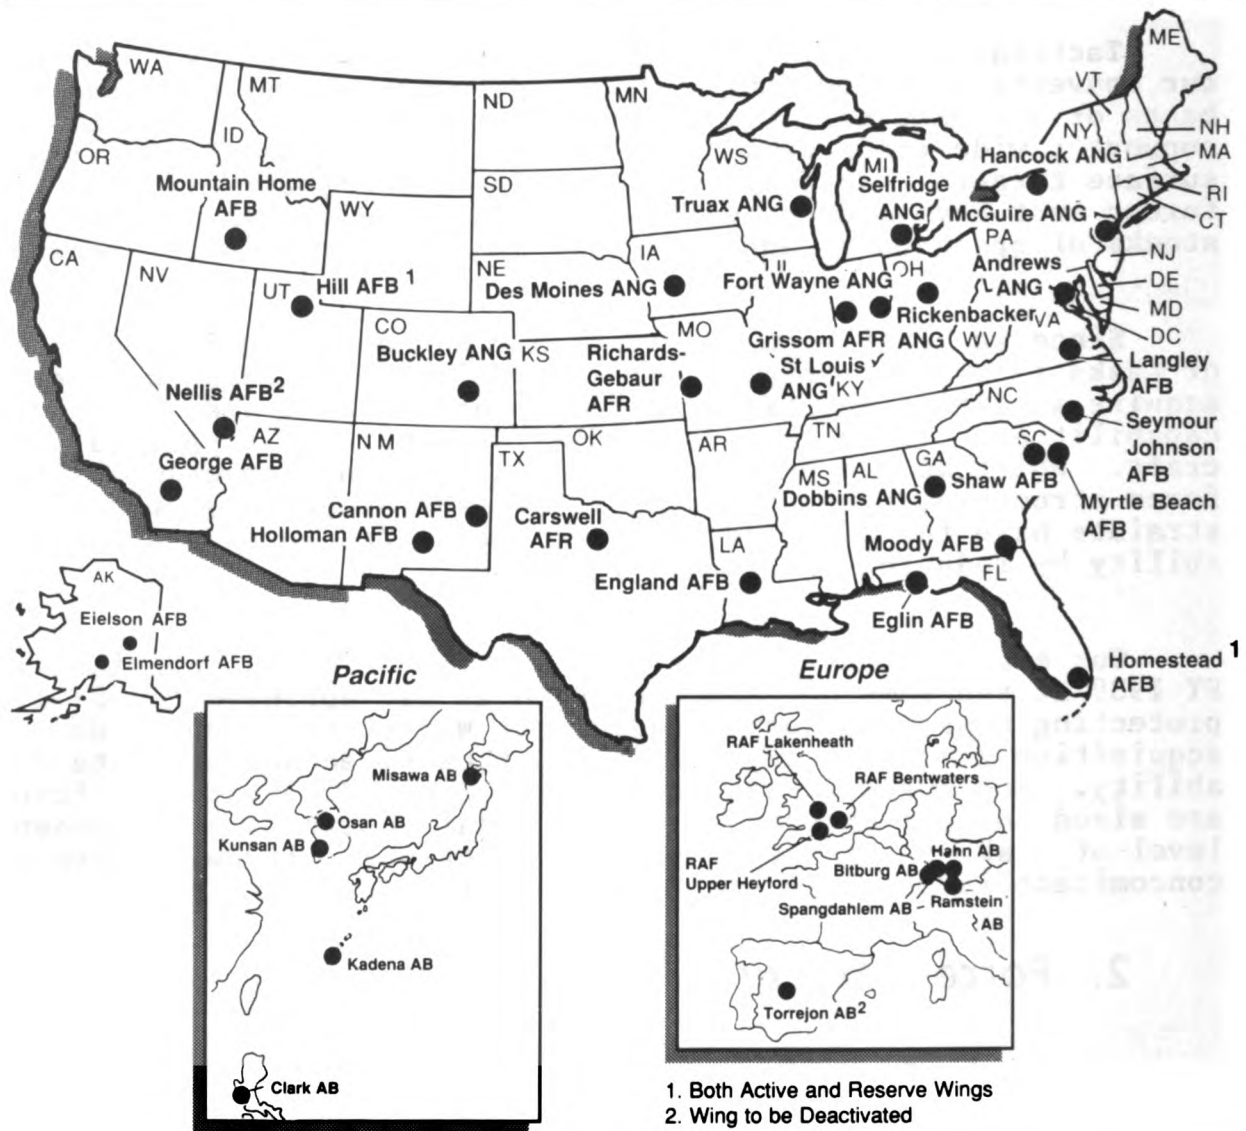 WA
MT
ND
MN
ME
VT
NH
NY
MA
RI
CT
OR
ID
WS
MI
Hancock ANG
Mountain Home
AFB
SD
WY
Selfridge
ANG
Truax ANG
McGuire ANG
PA
CA
NV
UT
Hill AFB 1
NE
IA
Des Moines ANG
IL
Fort Wayne ANG
OH
Andrews
ANG
NJ
DE
MD
DC
CO
Buckley ANG
KS
MO
Richards-
Gebaur
AFR
Grissom AFR
Rickenbacker
ANG
WV
VA
St Louis
ANG
KY
Langley
AFB
Nellis AFB2
NC
Seymour
Johnson
AFB
AZ
George AFB
NM
OK
TX
AR
TN
MS
AL
GA
SC
Dobbins ANG
Shaw AFB
Myrtle Beach
AFB
Cannon AFB
Holloman AFB
Carswell
AFR
LA
Moody AFB
England AFB
FL
Eglin AFB
Homestead 1
AFB
AK
Eielson AFB
Elmendorf AFB
Pacific
Misawa AB
Osan AB
Kunsan AB
Kadena AB
Clark AB
Europe
RAF Lakenheath
RAF Bentwaters
RAF
Upper Heyford
Hahn AB
Bitburg AB
Spangdahlem AB
Ramstein
AB
Torrejon AB2
1. Both Active and Reserve Wings
2. Wing to be Deactivated